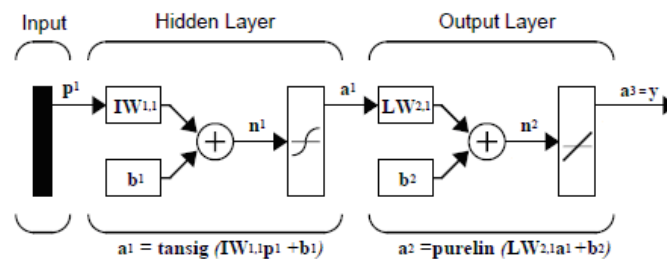 Input Hidden Layer Output Layer
p¹ IW₁,₁ a¹ LW₂,₁ a₃ = y
n¹ n²
b¹ b²
a₁ = tansig (IW₁,₁p₁ +b₁) a₂ =purelin (LW₂,₁a₁+b₂)